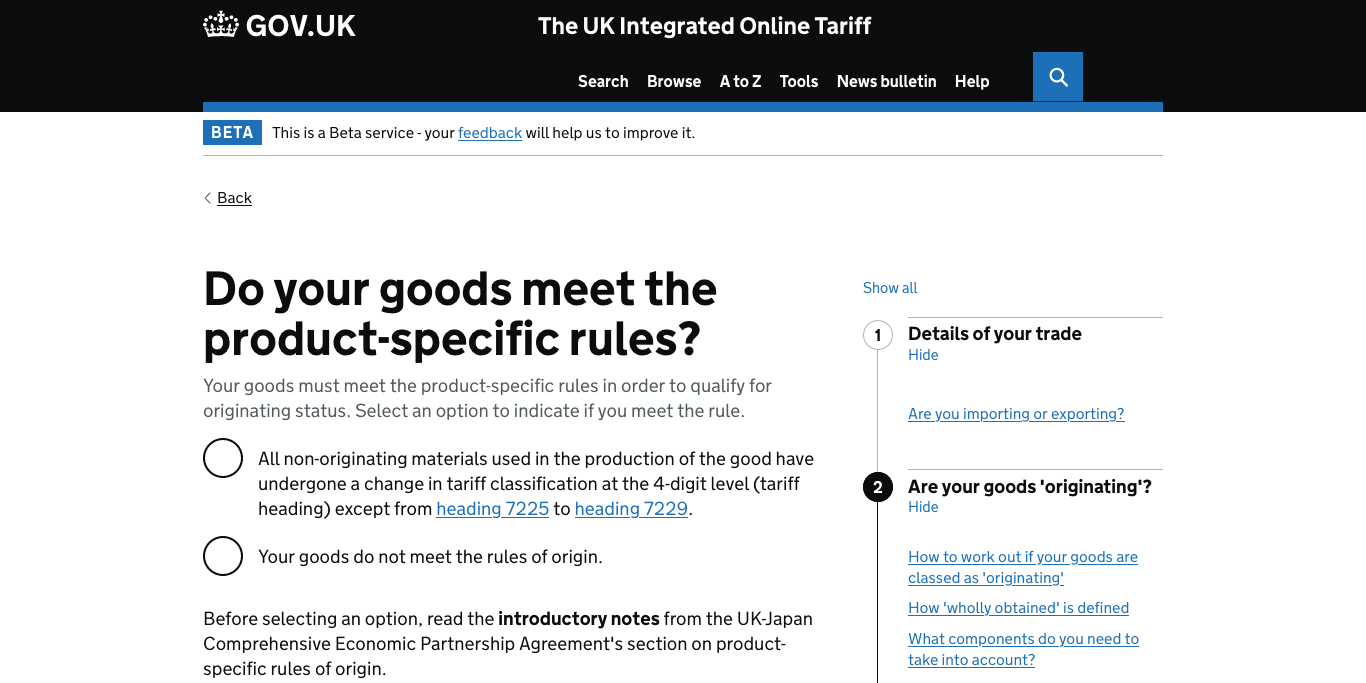 GOV.UK
The UK Integrated Online Tariff
Search Browse A to Z Tools News bulletin Help
BETA This is a Beta service - your feedback will help us to improve it.
Back
Do your goods meet the
product-specific rules?
Your goods must meet the product-specific rules in order to qualify for
originating status. Select an option to indicate if you meet the rule.
All non-originating materials used in the production of the good have
undergone a change in tariff classification at the 4-digit level (tariff
heading) except from heading 7225 to heading 7229.
Your goods do not meet the rules of origin.
Before selecting an option, read the introductory notes from the UK-Japan
Comprehensive Economic Partnership Agreement's section on product-
specific rules of origin.
Show all
1 Details of your trade
Hide
Are you importing or exporting?
2 Are your goods 'originating'?
Hide
How to work out if your goods are
classed as 'originating'
How 'wholly obtained' is defined
What components do you need to
take into account?